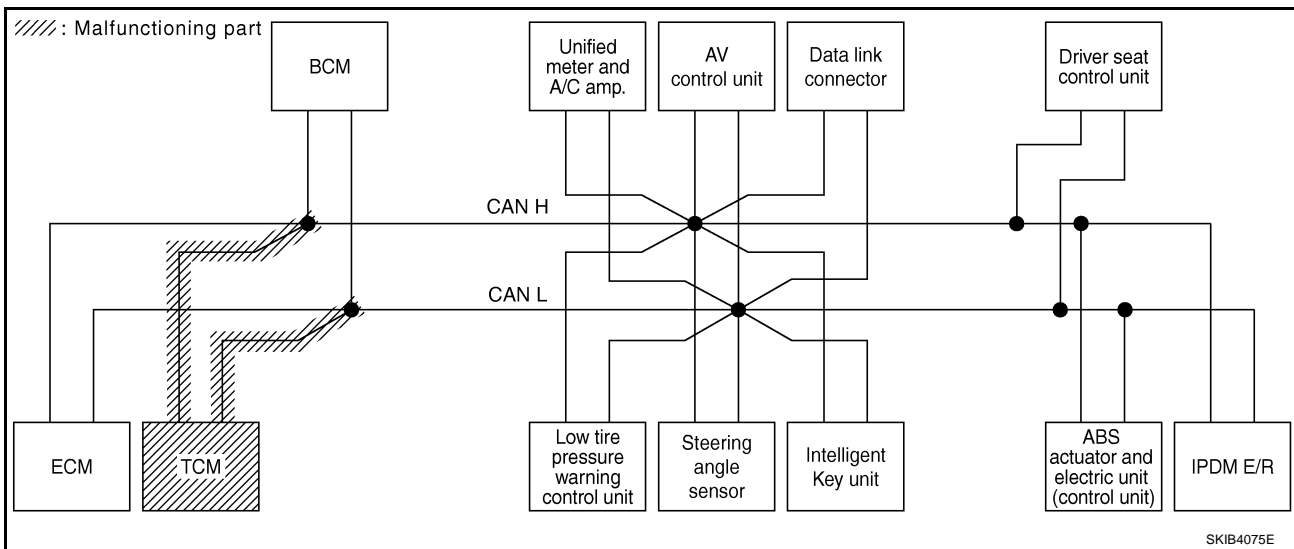 : Malfunctioning part
BCM
Unified
meter and
A/C amp.
AV
control unit
Data link
connector
Driver seat
control unit
CAN H
CAN L
ECM
TCM
Low tire
pressure
warning
control unit
Steering
angle
sensor
Intelligent
Key unit
ABS
actuator and
electric unit
(control unit)
IPDM E/R
SKIB4075E